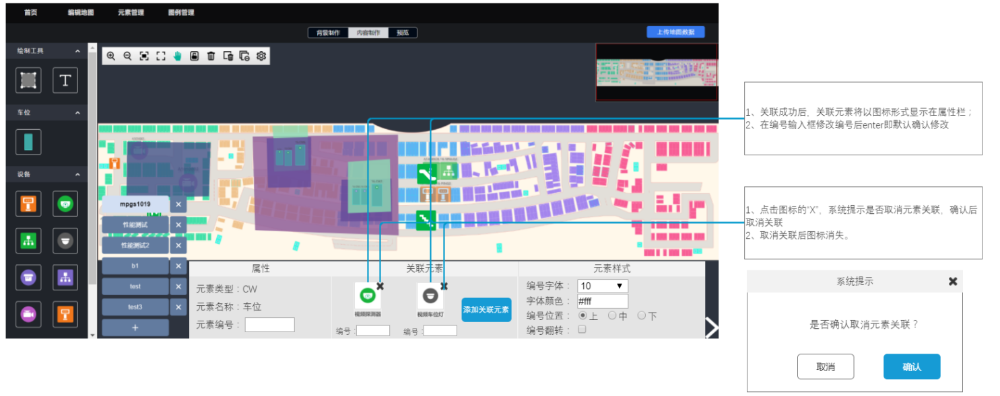 首页 编辑地图 元素管理 图例管理
背景制作 内容制作 预览 上传地图数据
绘制工具
T
车位
设备
mpgs1019 ×
性能测试 ×
性能测试2 ×
b1 ×
test ×
test3 ×
+
属性
元素类型：CW
元素名称：车位
元素编号：
关联元素
视频探测器
视频车位灯
编号：
编号：
添加关联元素
元素样式
编号字体： 10
字体颜色： #fff
编号位置： 上 中 下
编号翻转：
1、关联成功后，关联元素将以图标形式显示在属性栏；
2、在编号输入框修改编号后enter即默认确认修改
1、点击图标的“X”，系统提示是否取消元素关联，确认后
取消关联
2、取消关联后图标消失。
系统提示
是否确认取消元素关联？
取消 确认